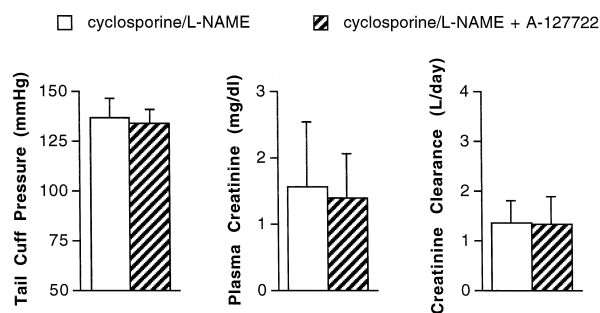 cyclosporine/L-NAME
cyclosporine/L-NAME + A-127722
Tail Cuff Pressure (mmHg)
150
125
100
75
50
Plasma Creatinine (mg/dl)
3
2
1
0
Creatinine Clearance (L/day)
4
3
2
1
0